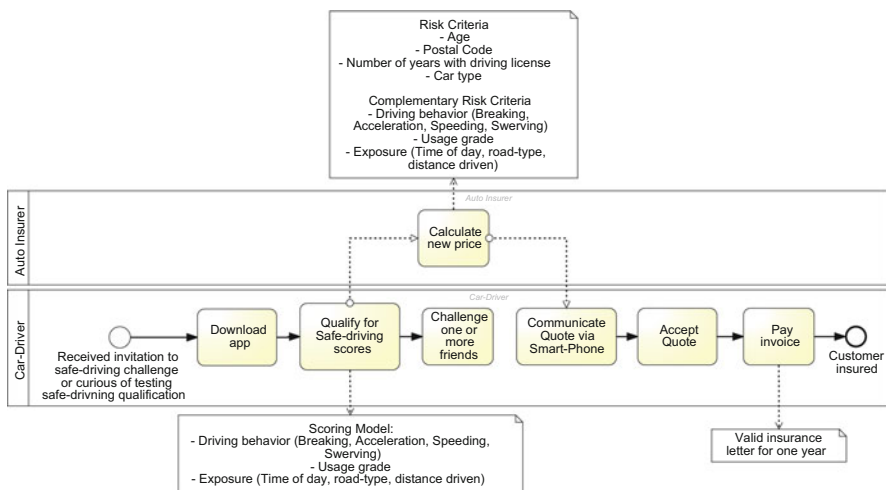 Risk Criteria
- Age
- Postal Code
- Number of years with driving license
- Car type
Complementary Risk Criteria
- Driving behavior (Breaking,
Acceleration, Speeding, Swerving)
- Usage grade
- Exposure (Time of day, road-type,
distance driven)
Auto Insurer
Auto Insurer
Calculate
new price
Car-Driver
Car-Driver
Received invitation to
safe-driving challenge
or curious of testing
safe-drivning qualification
Download
app
Qualify for
Safe-driving
scores
Challenge
one or
more
friends
Communicate
Quote via
Smart-Phone
Accept
Quote
Pay
invoice
Customer
insured
Scoring Model:
- Driving behavior (Breaking, Acceleration, Speeding,
Swerving)
- Usage grade
- Exposure (Time of day, road-type, distance driven)
Valid insurance
letter for one year